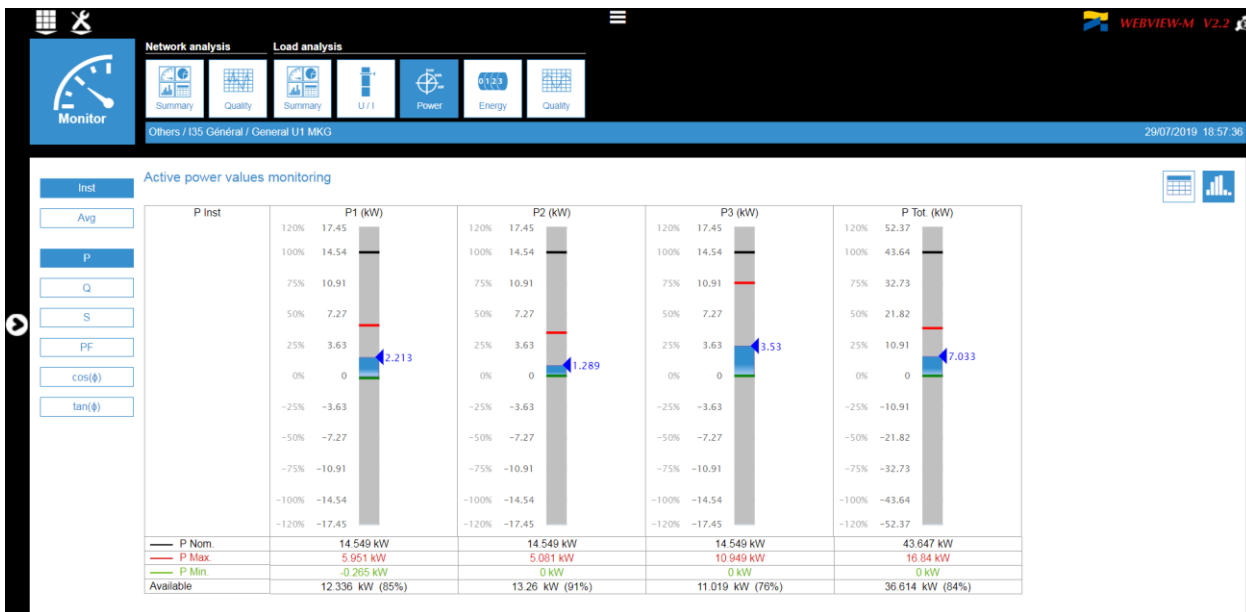 WEBVIEW-M V2.2
Network analysis Load analysis
Summary Quality Summary U / I Power Energy Quality
Monitor
Others / I35 Général / General U1 MKG 29/07/2019 18:57:36
Active power values monitoring
Inst
Avg
P
Q
S
PF
cos(ϕ)
tan(ϕ)
P Inst P1 (kW) P2 (kW) P3 (kW) P Tot. (kW)
120% 17.45 120% 17.45 120% 17.45 120% 52.37
100% 14.54 100% 14.54 100% 14.54 100% 43.64
75% 10.91 75% 10.91 75% 10.91 75% 32.73
50% 7.27 50% 7.27 50% 7.27 50% 21.82
25% 3.63 25% 3.63 25% 3.63 3.53 25% 10.91
2.213 1.289 7.033
0% 0 0% 0 0% 0 0% 0
-25% -3.63 -25% -3.63 -25% -3.63 -25% -10.91
-50% -7.27 -50% -7.27 -50% -7.27 -50% -21.82
-75% -10.91 -75% -10.91 -75% -10.91 -75% -32.73
-100% -14.54 -100% -14.54 -100% -14.54 -100% -43.64
-120% -17.45 -120% -17.45 -120% -17.45 -120% -52.37
P Nom. 14.549 kW 14.549 kW 14.549 kW 43.647 kW
P Max. 5.951 kW 5.081 kW 10.949 kW 16.84 kW
P Min. -0.265 kW 0 kW 0 kW 0 kW
Available 12.336 kW (85%) 13.26 kW (91%) 11.019 kW (76%) 36.614 kW (84%)